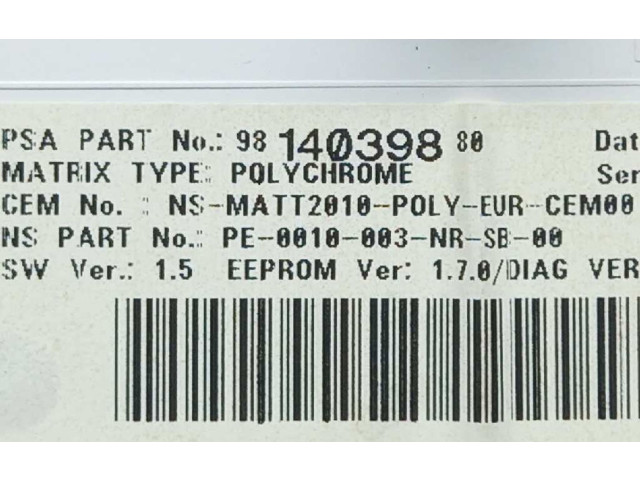 PSA PART No.: 98 140398 80 Dat
MATRIX TYPE: POLYCHROME Ser
CEM No. : NS-MATT2010-POLY-EUR-CEM00
NS PART No.: PE-0010-003-NR-SB-00
SW Ver.: 1.5 EEPROM Ver: 1.7.0/DIAG VER